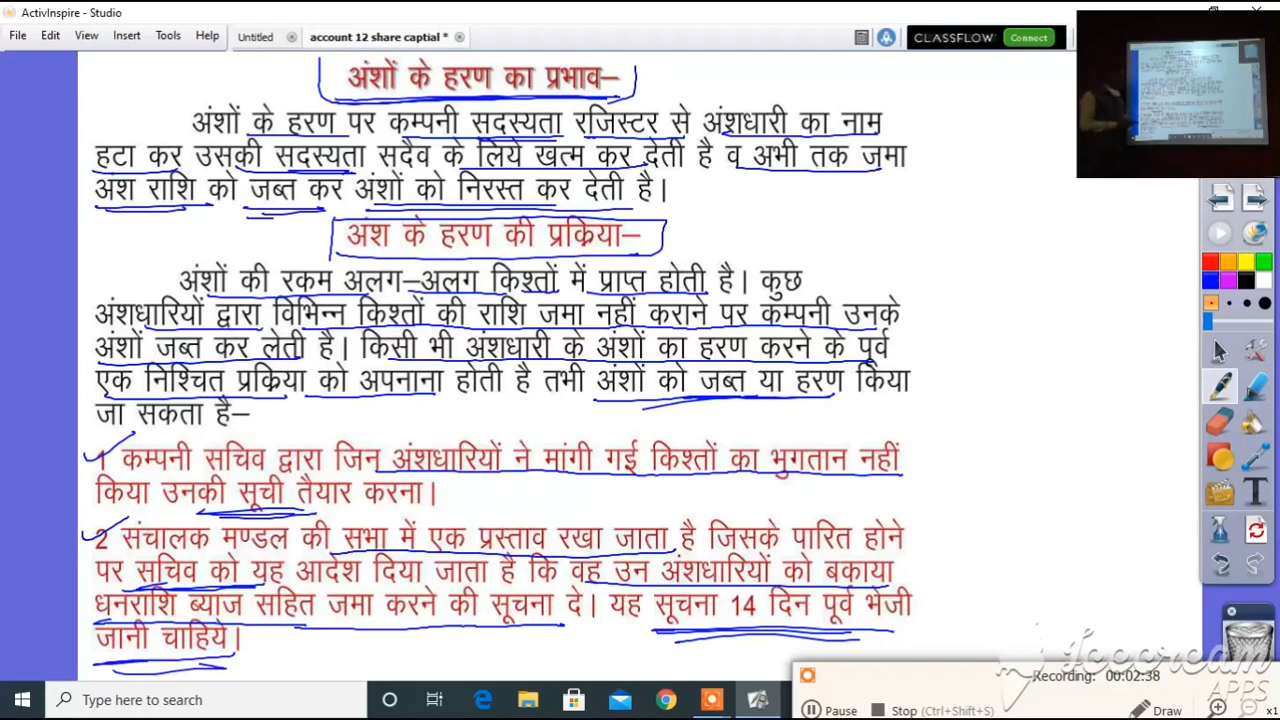 ActivInspire - Studio
File Edit View Insert Tools Help Untitled account 12 share captial * CLASSFLOW Connect
अंशों के हरण का प्रभाव–
अंशों के हरण पर कम्पनी सदस्यता रजिस्टर से अंशधारी का नाम
हटा कर उसकी सदस्यता सदैव के लिये खत्म कर देती है व अभी तक जमा
अंश राशि को जब्त कर अंशों को निरस्त कर देती है।
अंश के हरण की प्रकिया–
अंशों की रकम अलग–अलग किश्तों में प्राप्त होती है। कुछ
अंशधारियों द्वारा विभिन्न किश्तों की राशि जमा नहीं कराने पर कम्पनी उनके
अंशों जब्त कर लेती है। किसी भी अंशधारी के अंशों का हरण करने के पूर्व
एक निश्चित प्रकिया को अपनाना होती है तभी अंशों को जब्त या हरण किया
जा सकता है–
1 कम्पनी सचिव द्वारा जिन अंशधारियों ने मांगी गई किश्तों का भुगतान नहीं
किया उनकी सूची तैयार करना।
2 संचालक मण्डल की सभा में एक प्रस्ताव रखा जाता है जिसके पारित होने
पर सचिव को यह आदेश दिया जाता है कि वह उन अंशधारियों को बकाया
धनराशि ब्याज सहित जमा करने की सूचना दे। यह सूचना 14 दिन पूर्व भेजी
जानी चाहिये।
Icecream
APPS
Recording: 00:02:38
Pause Stop (Ctrl+Shift+S) Draw x1
Type here to search